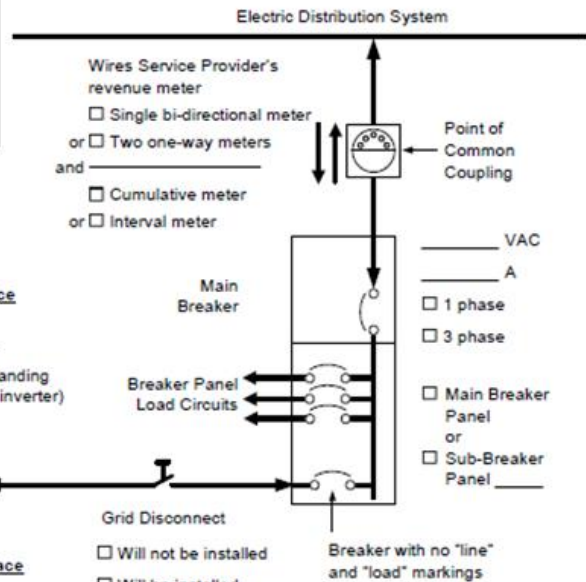 Electric Distribution System
Wires Service Provider's
revenue meter
☐ Single bi-directional meter
or ☐ Two one-way meters
and
☐ Cumulative meter
or ☐ Interval meter
Point of
Common
Coupling
VAC
A
☐ 1 phase
☐ 3 phase
Main
Breaker
Breaker Panel
Load Circuits
☐ Main Breaker
Panel
or
☐ Sub-Breaker
Panel
inverter)
Grid Disconnect
☐ Will not be installed
☐ Will be installed
Breaker with no "line"
and "load" markings